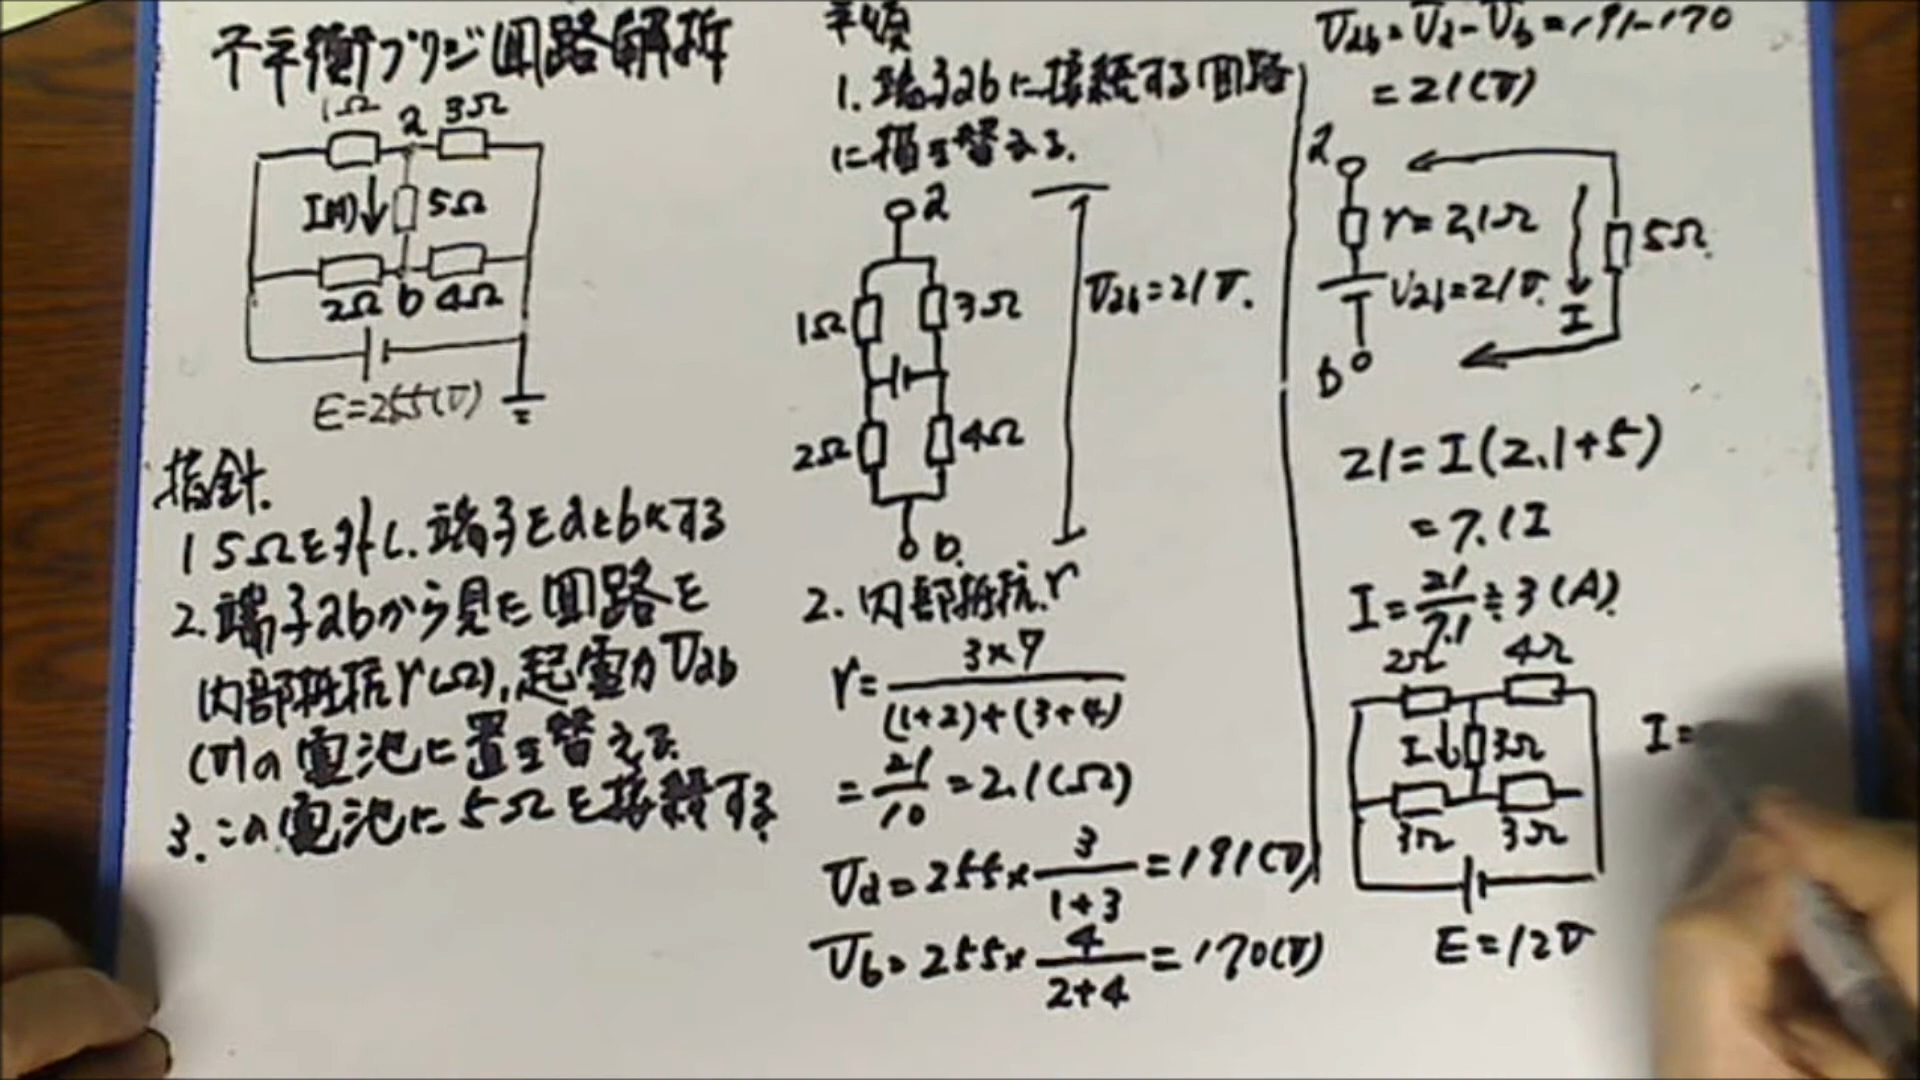 不平衡ブリジ回路解析
1Ω a 3Ω
I(A) 5Ω
2Ω b 4Ω
E=255(V)
指針.
1 5Ωを外し.端子をaとbにする
2.端子abから見た回路を
内部抵抗r(Ω),起電力Vab
(V)の電池に置き替える.
3.この電池に5Ωを接続する.
手順
1.端子abに接続する回路
に描き替える.
a
1Ω 3Ω
Vab=21V.
2Ω 4Ω
b
2.内部抵抗r
r=3×7/(1+2)+(3+4)
=21/10=2.1(Ω)
Va=255×3/1+3=191(V)
Vb=255×4/2+4=170(V)
Vab=Va-Vb=191-170
=21(V)
a
r=2.1Ω 5Ω
Vab=21V. I
b
21=I(2.1+5)
=7.1I
I=21/7.1≒3(A).
2Ω 4Ω
I 3Ω I=
3Ω 3Ω
E=12V